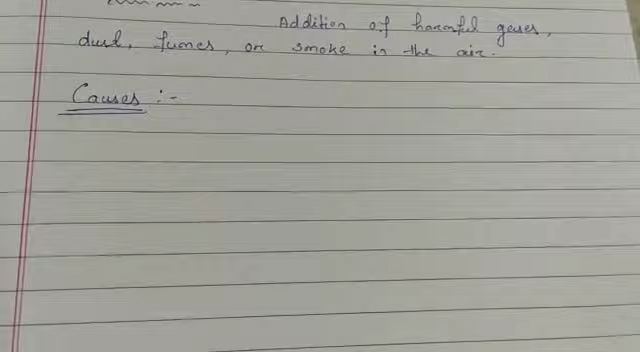 Addition of harmful gases,
dust, fumes, or smoke in the air.
Causes :-